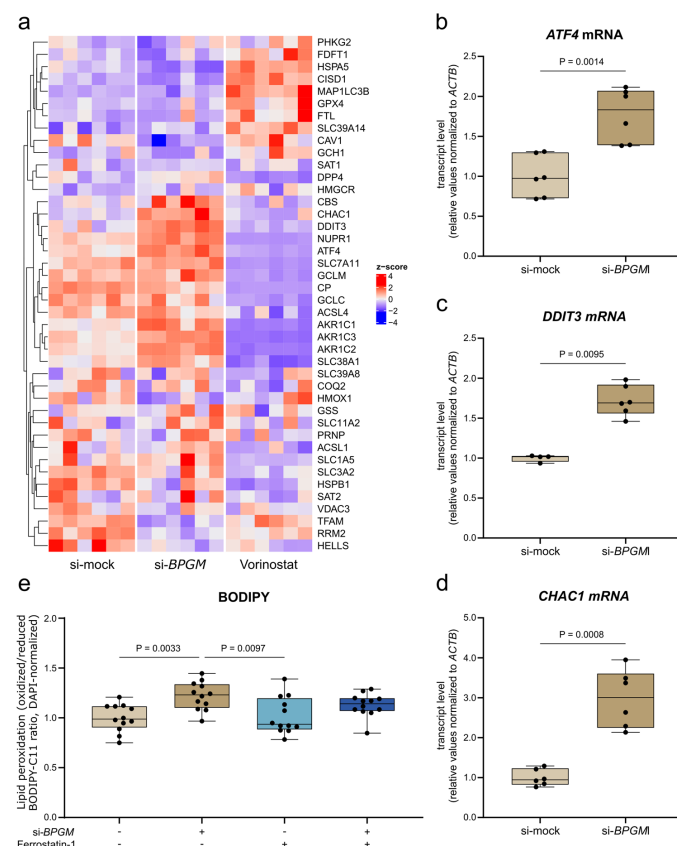 a
PHKG2
FDFT1
HSPA5
CISD1
MAP1LC3B
GPX4
FTL
SLC39A14
CAV1
GCH1
SAT1
DPP4
HMGCR
CBS
CHAC1
DDIT3
NUPR1
ATF4
SLC7A11
GCLM
CP
GCLC
ACSL4
AKR1C1
AKR1C3
AKR1C2
SLC38A1
SLC39A8
COQ2
HMOX1
GSS
SLC11A2
PRNP
ACSL1
SLC1A5
SLC3A2
HSPB1
SAT2
VDAC3
TFAM
RRM2
HELLS
z-score
4
2
0
−2
−4
si-mock si-BPGM Vorinostat
b
ATF4 mRNA
P = 0.0014
2.5
2.0
1.5
1.0
0.5
0.0
transcript level
(relative values normalized to ACTB)
si-mock si-BPGM
c
DDIT3 mRNA
P = 0.0095
2.5
2.0
1.5
1.0
0.5
0.0
transcript level
(relative values normalized to ACTB)
si-mock si-BPGM
d
CHAC1 mRNA
P = 0.0008
5.0
4.0
3.0
2.0
1.0
0.0
transcript level
(relative values normalized to ACTB)
si-mock si-BPGM
e
BODIPY
P = 0.0033 P = 0.0097
2.0
1.5
1.0
0.5
0.0
Lipid peroxidation (oxidized/reduced
BODIPY-C11 ratio, DAPI-normalized)
si-BPGM - + - +
Ferrostatin-1 - - + +